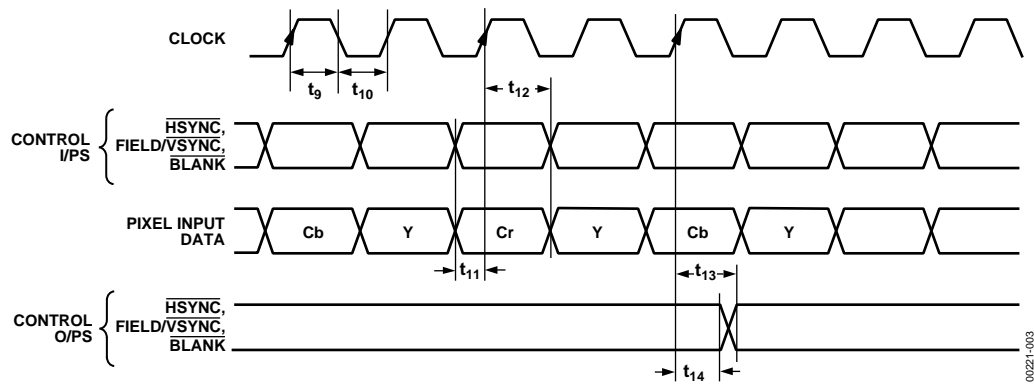 CLOCK
t9
t10
t12
CONTROL
I/PS
HSYNC,
FIELD/VSYNC,
BLANK
PIXEL INPUT
DATA
Cb
Y
Cr
Y
Cb
Y
t11
t13
CONTROL
O/PS
HSYNC,
FIELD/VSYNC,
BLANK
t14
00221-003